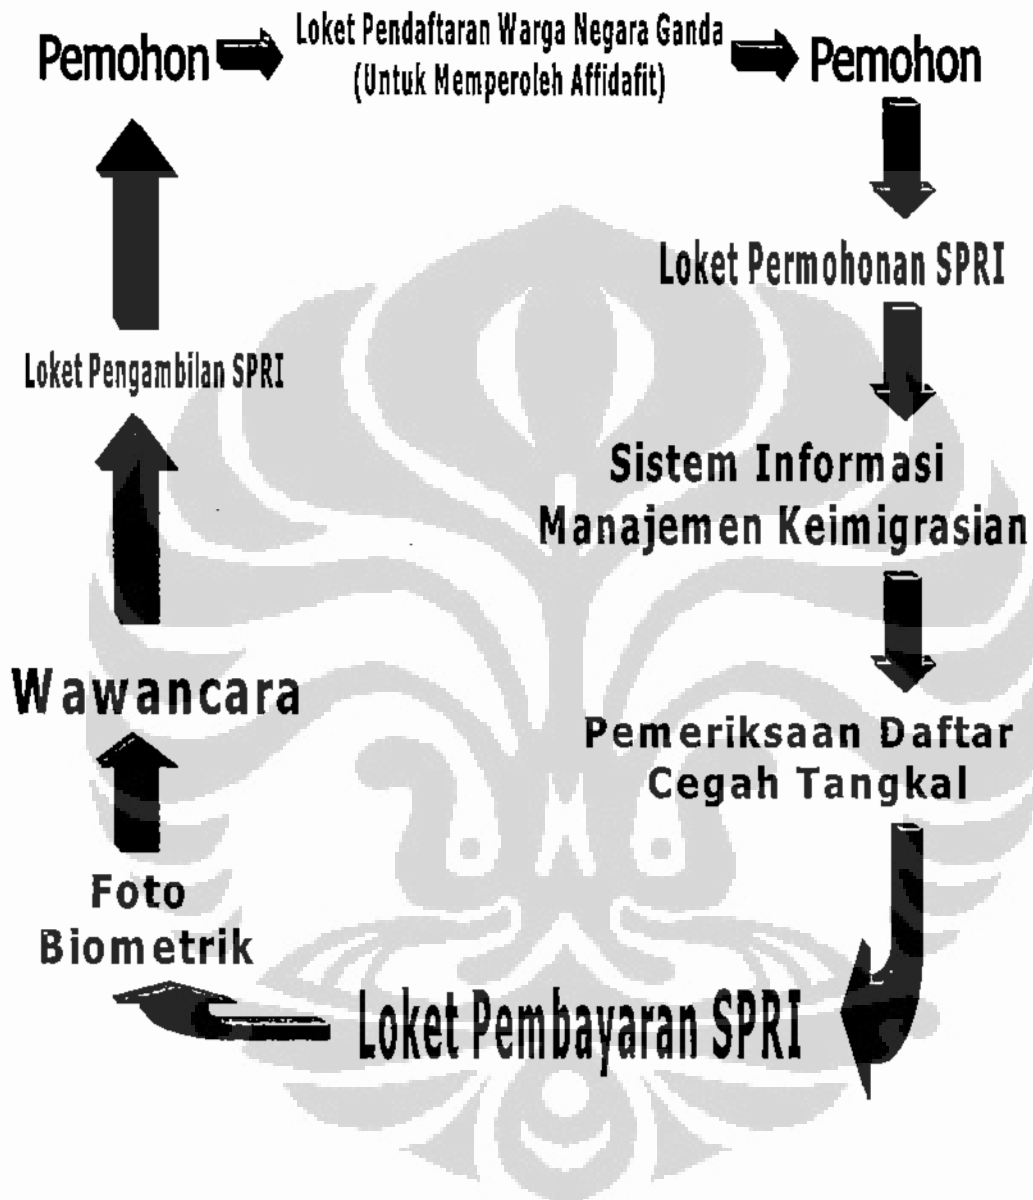 Pemohon
Loket Pendaftaran Warga Negara Ganda
(Untuk Memperoleh Affidafit)
Pemohon
Loket Permohonan SPRI
Sistem Informasi
Manajemen Keimigrasian
Pemeriksaan Daftar
Cegah Tangkal
Loket Pembayaran SPRI
Foto
Biometrik
Wawancara
Loket Pengambilan SPRI